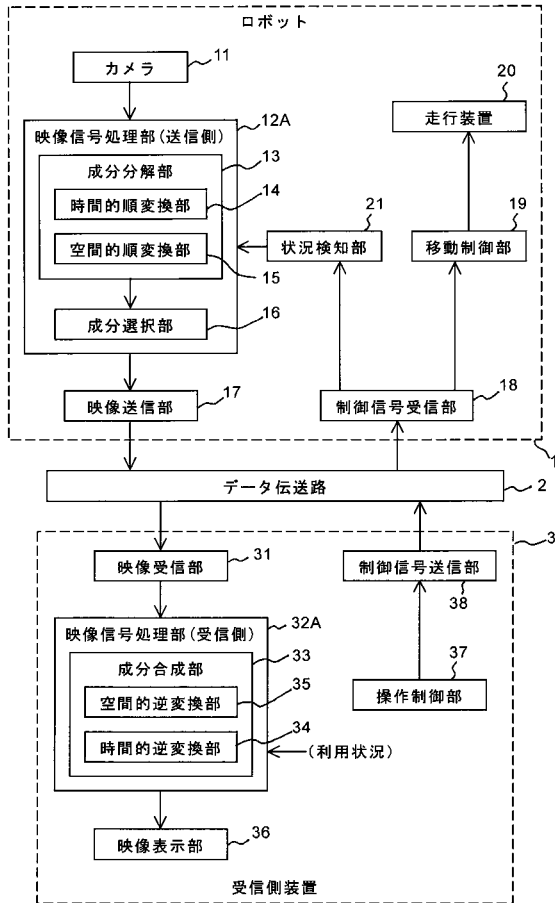 ロボット
カメラ
11
映像信号処理部(送信側)
12A
成分分解部
13
時間的順変換部
14
空間的順変換部
15
成分選択部
16
映像送信部
17
走行装置
20
移動制御部
19
状況検知部
21
制御信号受信部
18
1
データ伝送路
2
3
映像受信部
31
映像信号処理部(受信側)
32A
成分合成部
33
空間的逆変換部
35
時間的逆変換部
34
(利用状況)
映像表示部
36
制御信号送信部
38
操作制御部
37
受信側装置